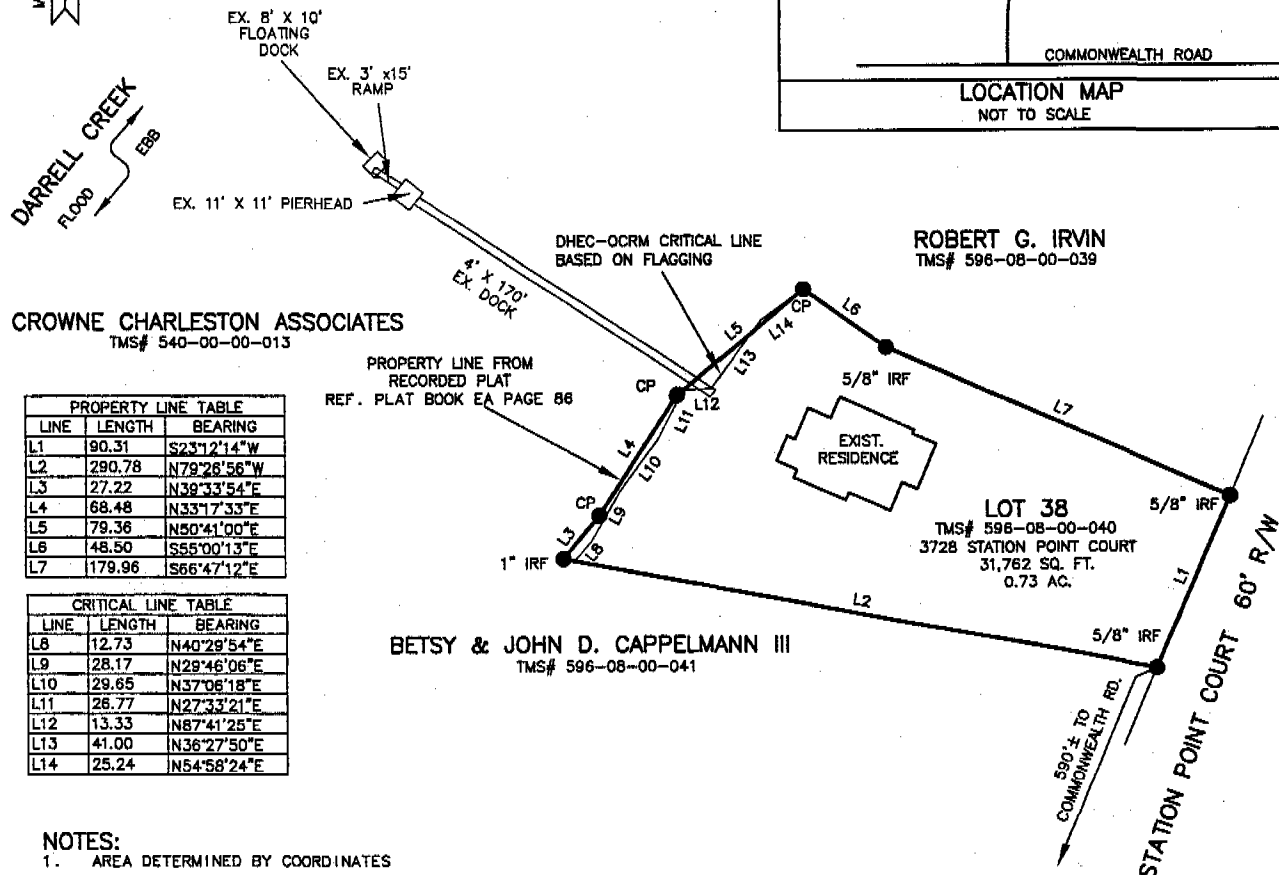 EX. 8' X 10'
FLOATING
DOCK
EX. 3' x15'
RAMP
COMMONWEALTH ROAD
LOCATION MAP
NOT TO SCALE
DARRELL CREEK
EBB
FLOOD
EX. 11' X 11' PIERHEAD
DHEC-OCRM CRITICAL LINE
BASED ON FLAGGING
ROBERT G. IRVIN
TMS# 596-08-00-039
4' X 170'
EX. DOCK
CP
L6
L5
L14
L13
CROWNE CHARLESTON ASSOCIATES
TMS# 540-00-00-013
PROPERTY LINE FROM
RECORDED PLAT
REF. PLAT BOOK EA PAGE 86
CP
L12
L11
5/8" IRF
L7
EXIST.
RESIDENCE
L4
L10
PROPERTY LINE TABLE
LINE LENGTH BEARING
L1 90.31 S23°12'14"W
L2 290.78 N79°26'56"W
L3 27.22 N39°33'54"E
L4 68.48 N33°17'33"E
L5 79.36 N50°41'00"E
L6 48.50 S55°00'13"E
L7 179.96 S66°47'12"E
CP
L9
L3
L8
1" IRF
5/8" IRF
LOT 38
TMS# 596-08-00-040
3728 STATION POINT COURT
31,762 SQ. FT.
0.73 AC.
L1
L2
5/8" IRF
CRITICAL LINE TABLE
LINE LENGTH BEARING
L8 12.73 N40°29'54"E
L9 28.17 N29°46'06"E
L10 29.65 N37°06'18"E
L11 26.77 N27°33'21"E
L12 13.33 N87°41'25"E
L13 41.00 N36°27'50"E
L14 25.24 N54°58'24"E
BETSY & JOHN D. CAPPELMANN III
TMS# 596-08-00-041
590'± TO
COMMONWEALTH RD.
STATION POINT COURT 60' R/W
NOTES:
1. AREA DETERMINED BY COORDINATES